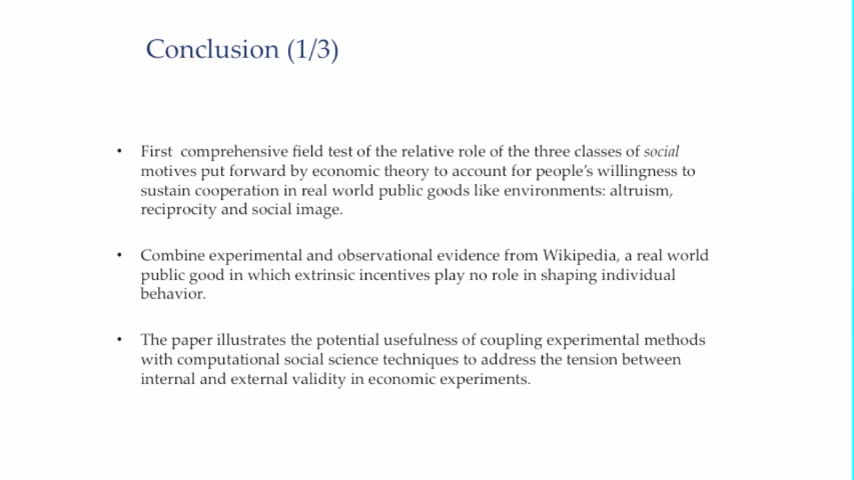 Conclusion (1/3)
• First comprehensive field test of the relative role of the three classes of social
motives put forward by economic theory to account for people's willingness to
sustain cooperation in real world public goods like environments: altruism,
reciprocity and social image.
• Combine experimental and observational evidence from Wikipedia, a real world
public good in which extrinsic incentives play no role in shaping individual
behavior.
• The paper illustrates the potential usefulness of coupling experimental methods
with computational social science techniques to address the tension between
internal and external validity in economic experiments.